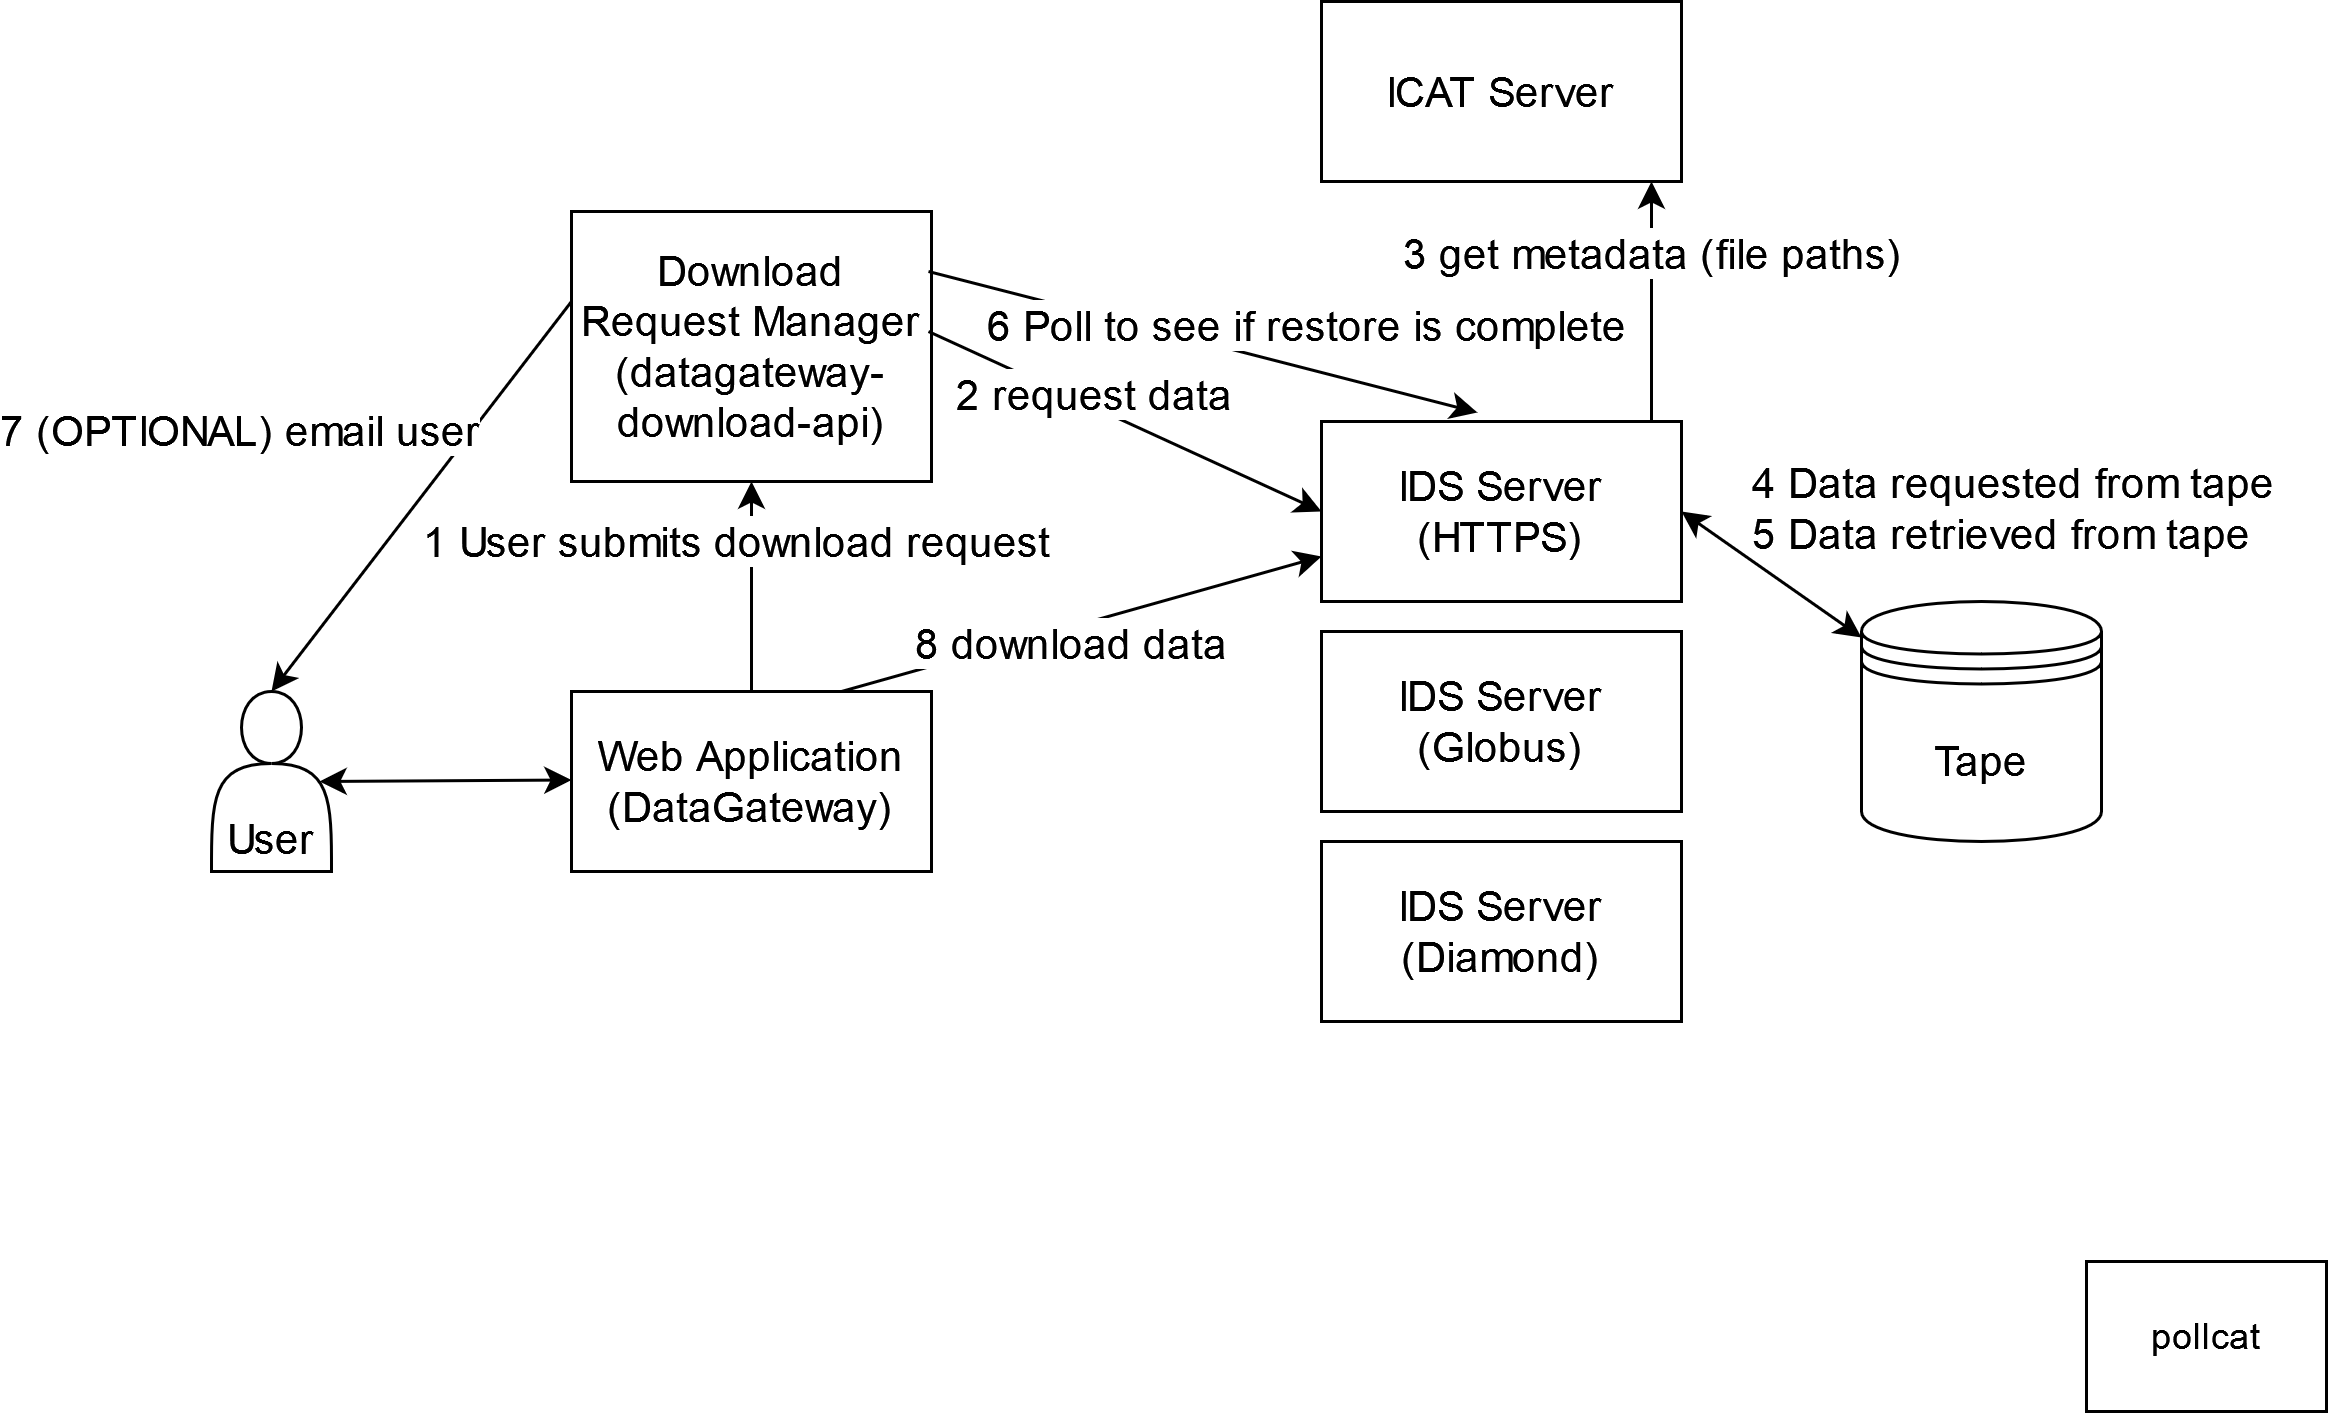 ICAT Server
3 get metadata (file paths)
Download
Request Manager
(datagateway-
download-api)
6 Poll to see if restore is complete
2 request data
7 (OPTIONAL) email user
IDS Server
(HTTPS)
4 Data requested from tape
5 Data retrieved from tape
1 User submits download request
8 download data
IDS Server
(Globus)
Web Application
(DataGateway)
Tape
User
IDS Server
(Diamond)
pollcat